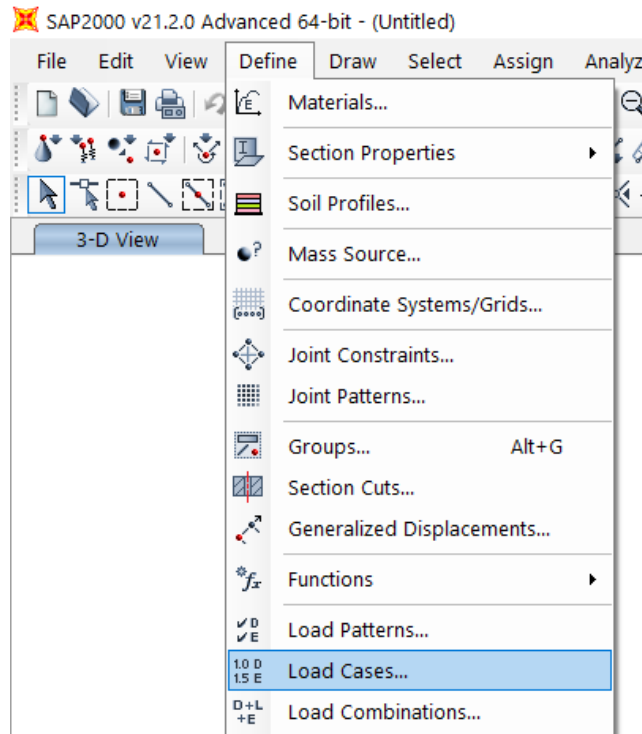 SAP2000 v21.2.0 Advanced 64-bit - (Untitled)
File Edit View Define Draw Select Assign Analyz
Materials...
Section Properties
Soil Profiles...
3-D View
Mass Source...
Coordinate Systems/Grids...
Joint Constraints...
Joint Patterns...
Groups... Alt+G
Section Cuts...
Generalized Displacements...
Functions
D
E
Load Patterns...
1.0 D
1.5 E
Load Cases...
D+L
+E
Load Combinations...